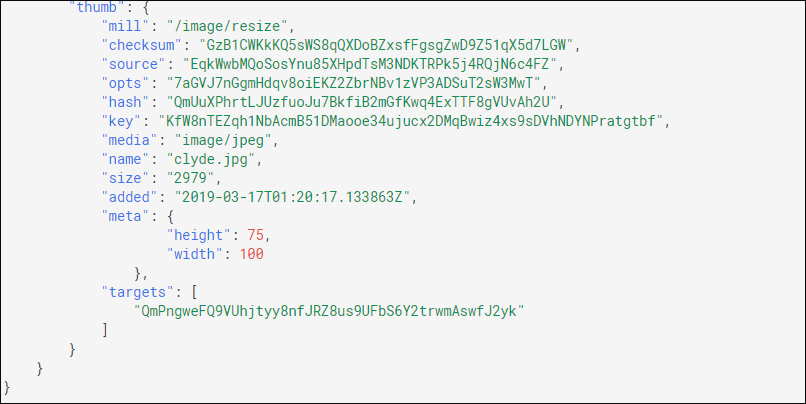 "thumb": {
"mill": "/image/resize",
"checksum": "GzB1CWKkKQ5sWS8qQXDoBZxsfFgsgZwD9Z51qX5d7LGW",
"source": "EqkWwbMQoSosYnu85XHpdTsM3NDKTRPk5j4RQjN6c4FZ",
"opts": "7aGVJ7nGgmHdqv8oiEKZ2ZbrNBv1zVP3ADSuT2sW3MwT",
"hash": "QmUuXPhrtLJUzfuoJu7BkfiB2mGfKwq4ExTTF8gVUvAh2U",
"key": "KfW8nTEZqh1NbAcmB51DMaooe34ujucx2DMqBwiz4xs9sDVhNDYNPratgtbf",
"media": "image/jpeg",
"name": "clyde.jpg",
"size": "2979",
"added": "2019-03-17T01:20:17.133863Z",
"meta": {
"height": 75,
"width": 100
},
"targets": [
"QmPngweFQ9VUhjtyy8nfJRZ8us9UFbS6Y2trwmAswfJ2yk"
]
}
}
}